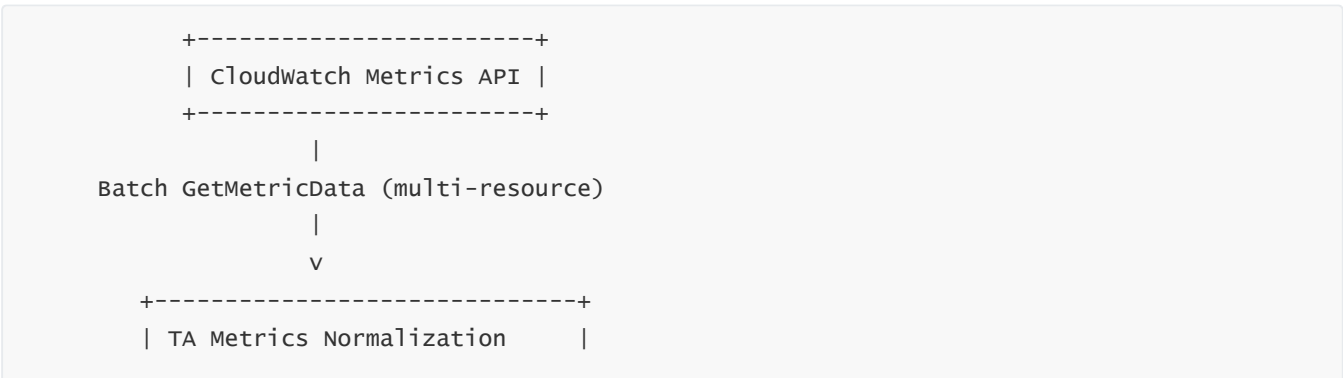 +------------------------+
| CloudWatch Metrics API |
+------------------------+
|
Batch GetMetricData (multi-resource)
|
v
+------------------------------+
| TA Metrics Normalization     |